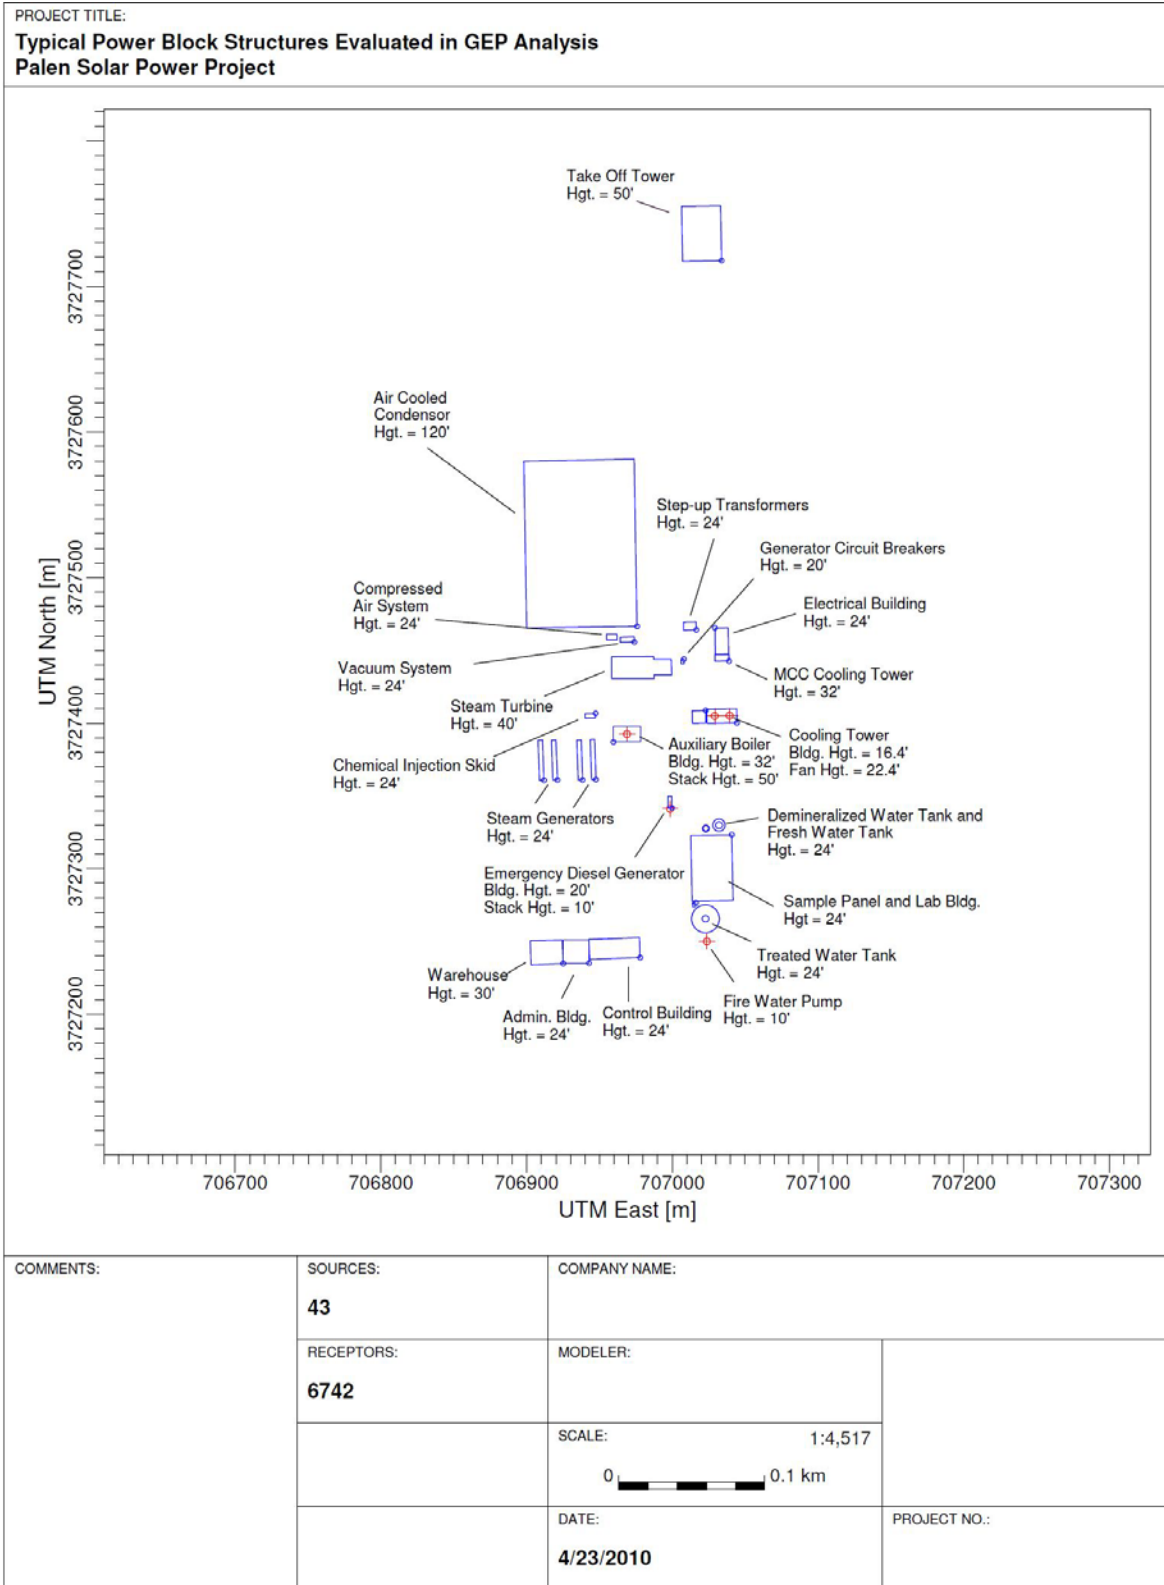 PROJECT TITLE:
Typical Power Block Structures Evaluated in GEP Analysis
Palen Solar Power Project
Take Off Tower
Hgt. = 50'
Air Cooled
Condensor
Hgt. = 120'
Step-up Transformers
Hgt. = 24'
Generator Circuit Breakers
Hgt. = 20'
Compressed
Air System
Hgt. = 24'
Electrical Building
Hgt. = 24'
Vacuum System
Hgt. = 24'
MCC Cooling Tower
Hgt. = 32'
Steam Turbine
Hgt. = 40'
Cooling Tower
Bldg. Hgt. = 16.4'
Fan Hgt. = 22.4'
Auxiliary Boiler
Bldg. Hgt. = 32'
Stack Hgt. = 50'
Chemical Injection Skid
Hgt. = 24'
Steam Generators
Hgt. = 24'
Demineralized Water Tank and
Fresh Water Tank
Hgt. = 24'
Emergency Diesel Generator
Bldg. Hgt. = 20'
Stack Hgt. = 10'
Sample Panel and Lab Bldg.
Hgt = 24'
Treated Water Tank
Hgt. = 24'
Warehouse
Hgt. = 30'
Fire Water Pump
Hgt. = 10'
Admin. Bldg.
Hgt. = 24'
Control Building
Hgt. = 24'
UTM North [m]
3727700
3727600
3727500
3727400
3727300
3727200
706700 706800 706900 707000 707100 707200 707300
UTM East [m]
COMMENTS:
SOURCES:
43
COMPANY NAME:
RECEPTORS:
6742
MODELER:
SCALE: 1:4,517
0 0.1 km
DATE:
4/23/2010
PROJECT NO.: